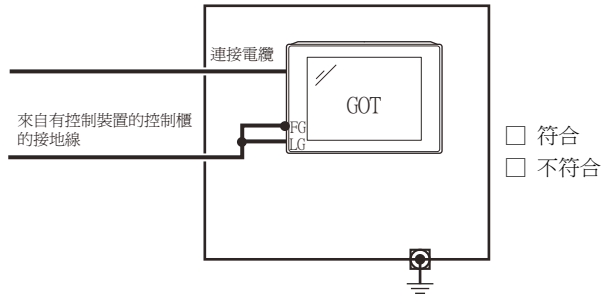 連接電纜
GOT
來自有控制裝置的控制櫃
的接地線
FG
LG
□ 符合
□ 不符合